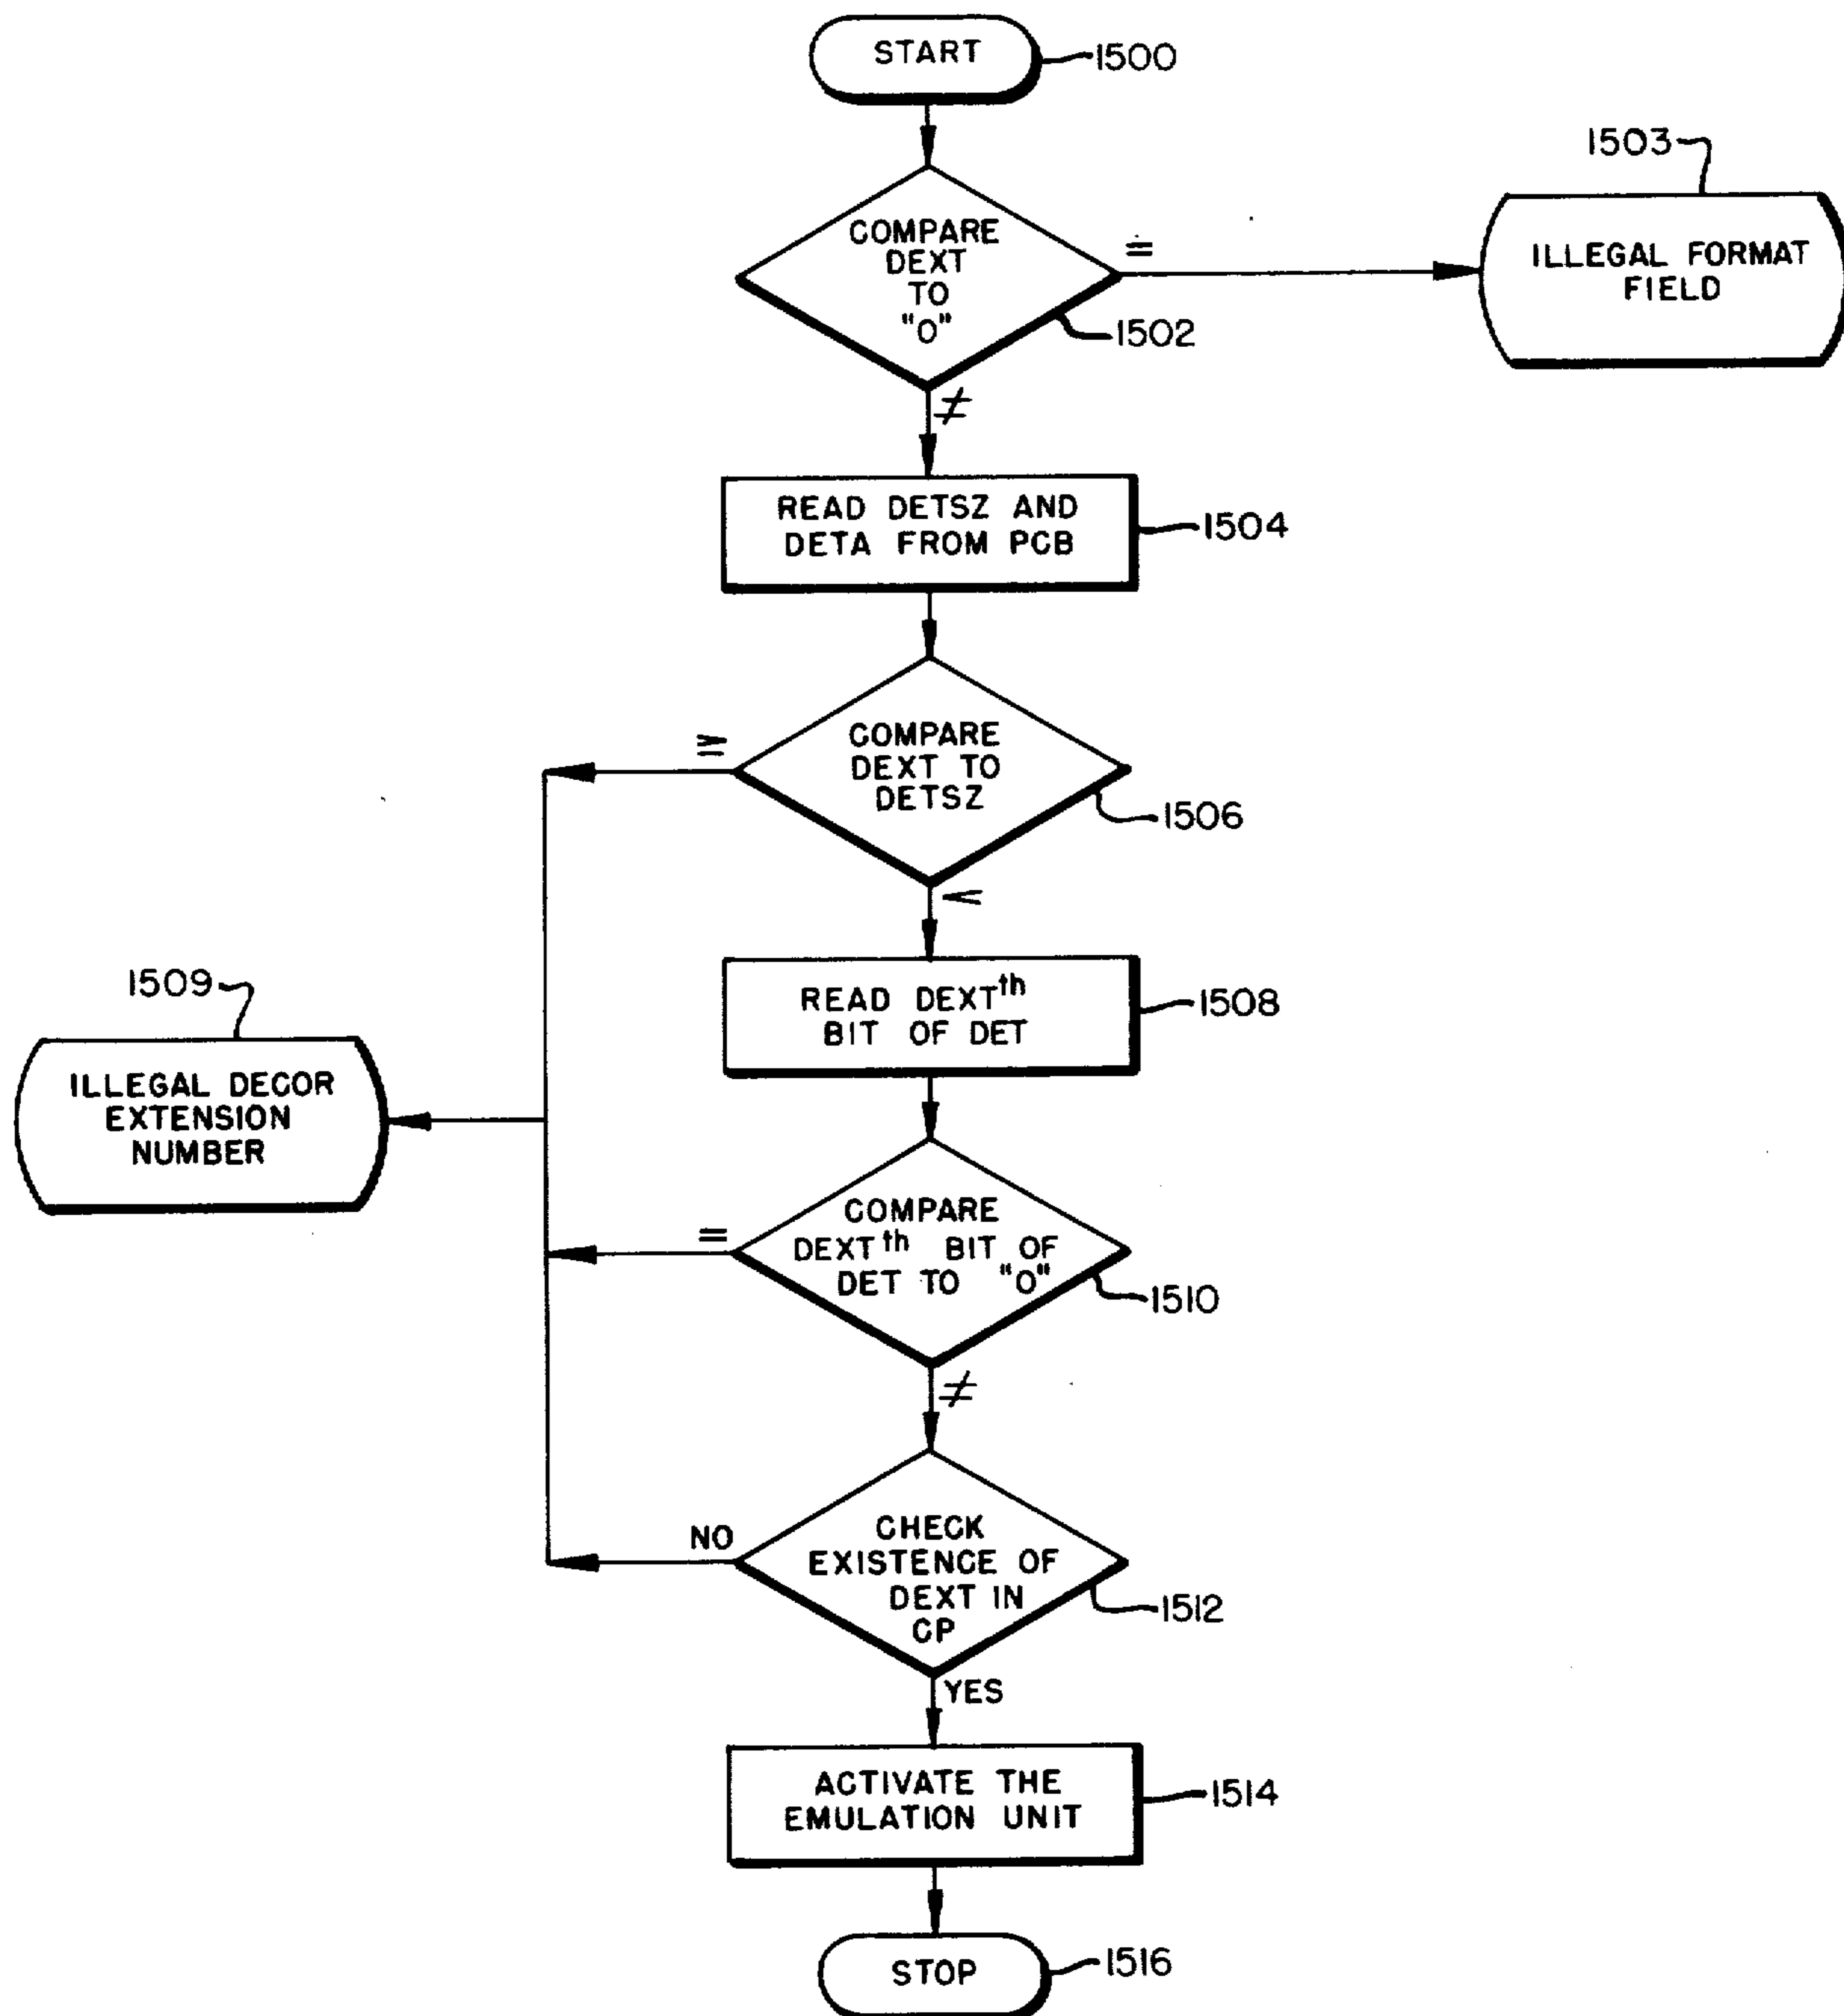 START
1500
1503
COMPARE
DEXT
TO
"0"
=
ILLEGAL FORMAT
FIELD
1502
≠
READ DETSZ AND
DETA FROM PCB
1504
COMPARE
DEXT TO
DETSZ
≥
1506
<
1509
READ DEXTth
BIT OF DET
1508
ILLEGAL DECOR
EXTENSION
NUMBER
COMPARE
DEXTth BIT OF
DET TO "0"
=
1510
≠
NO
CHECK
EXISTENCE OF
DEXT IN
CP
1512
YES
ACTIVATE THE
EMULATION UNIT
1514
STOP
1516